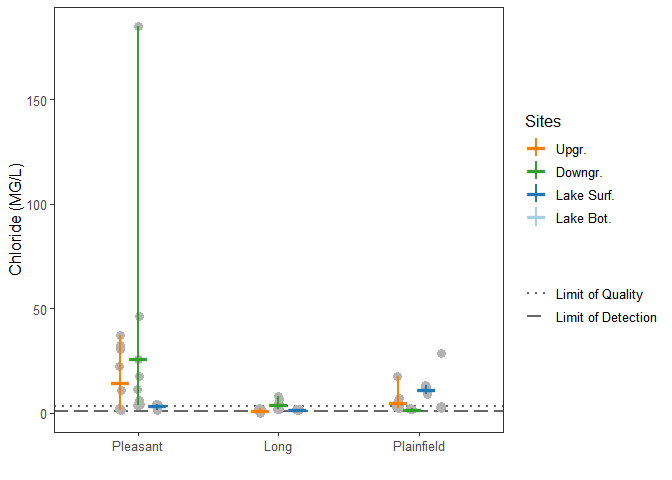 Chloride (MG/L)
150
100
50
0
Pleasant
Long
Plainfield
Sites
Upgr.
Downgr.
Lake Surf.
Lake Bot.
Limit of Quality
Limit of Detection